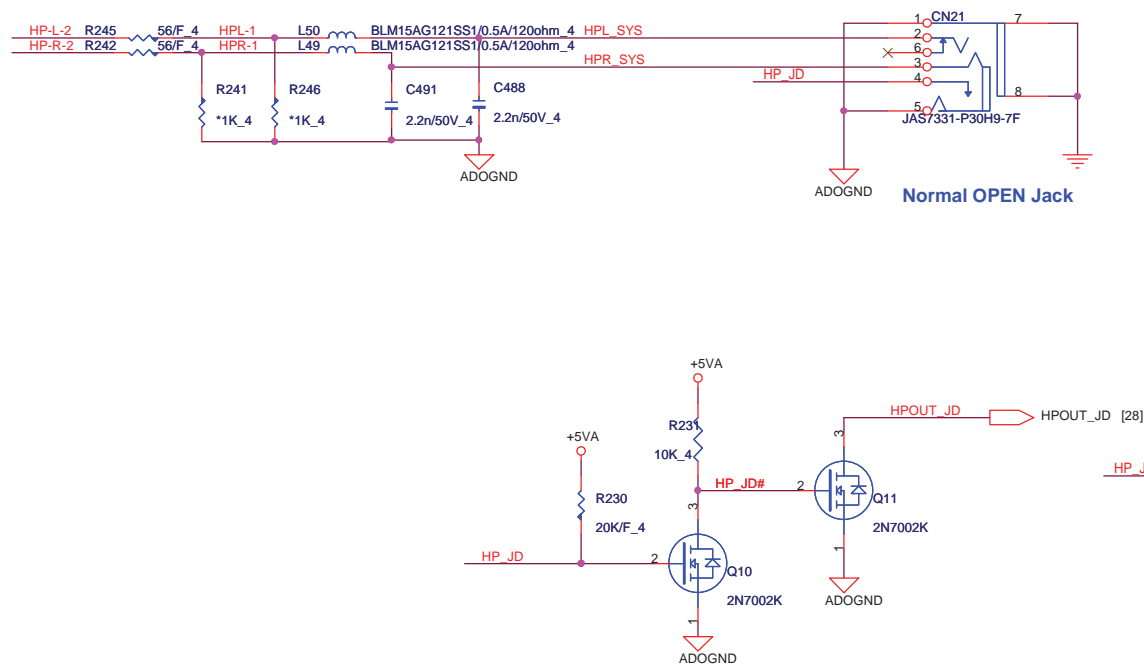 HP-L-2 R245 56/F_4 HPL-1 L50 BLM15AG121SS1/0.5A/120ohm_4 HPL_SYS
HP-R-2 R242 56/F_4 HPR-1 L49 BLM15AG121SS1/0.5A/120ohm_4
HPR_SYS
HP_JD
R241
*1K_4
R246
*1K_4
C491
2.2n/50V_4
C488
2.2n/50V_4
ADOGND
1
2
6
3
4
5
CN21
7
8
JAS7331-P30H9-7F
ADOGND
Normal OPEN Jack
+5VA
R231
10K_4
HPOUT_JD
HPOUT_JD [28]
+5VA
R230
20K/F_4
HP_JD#
3
2
Q11
2N7002K
1
ADOGND
HP_JD
3
2
Q10
2N7002K
1
ADOGND